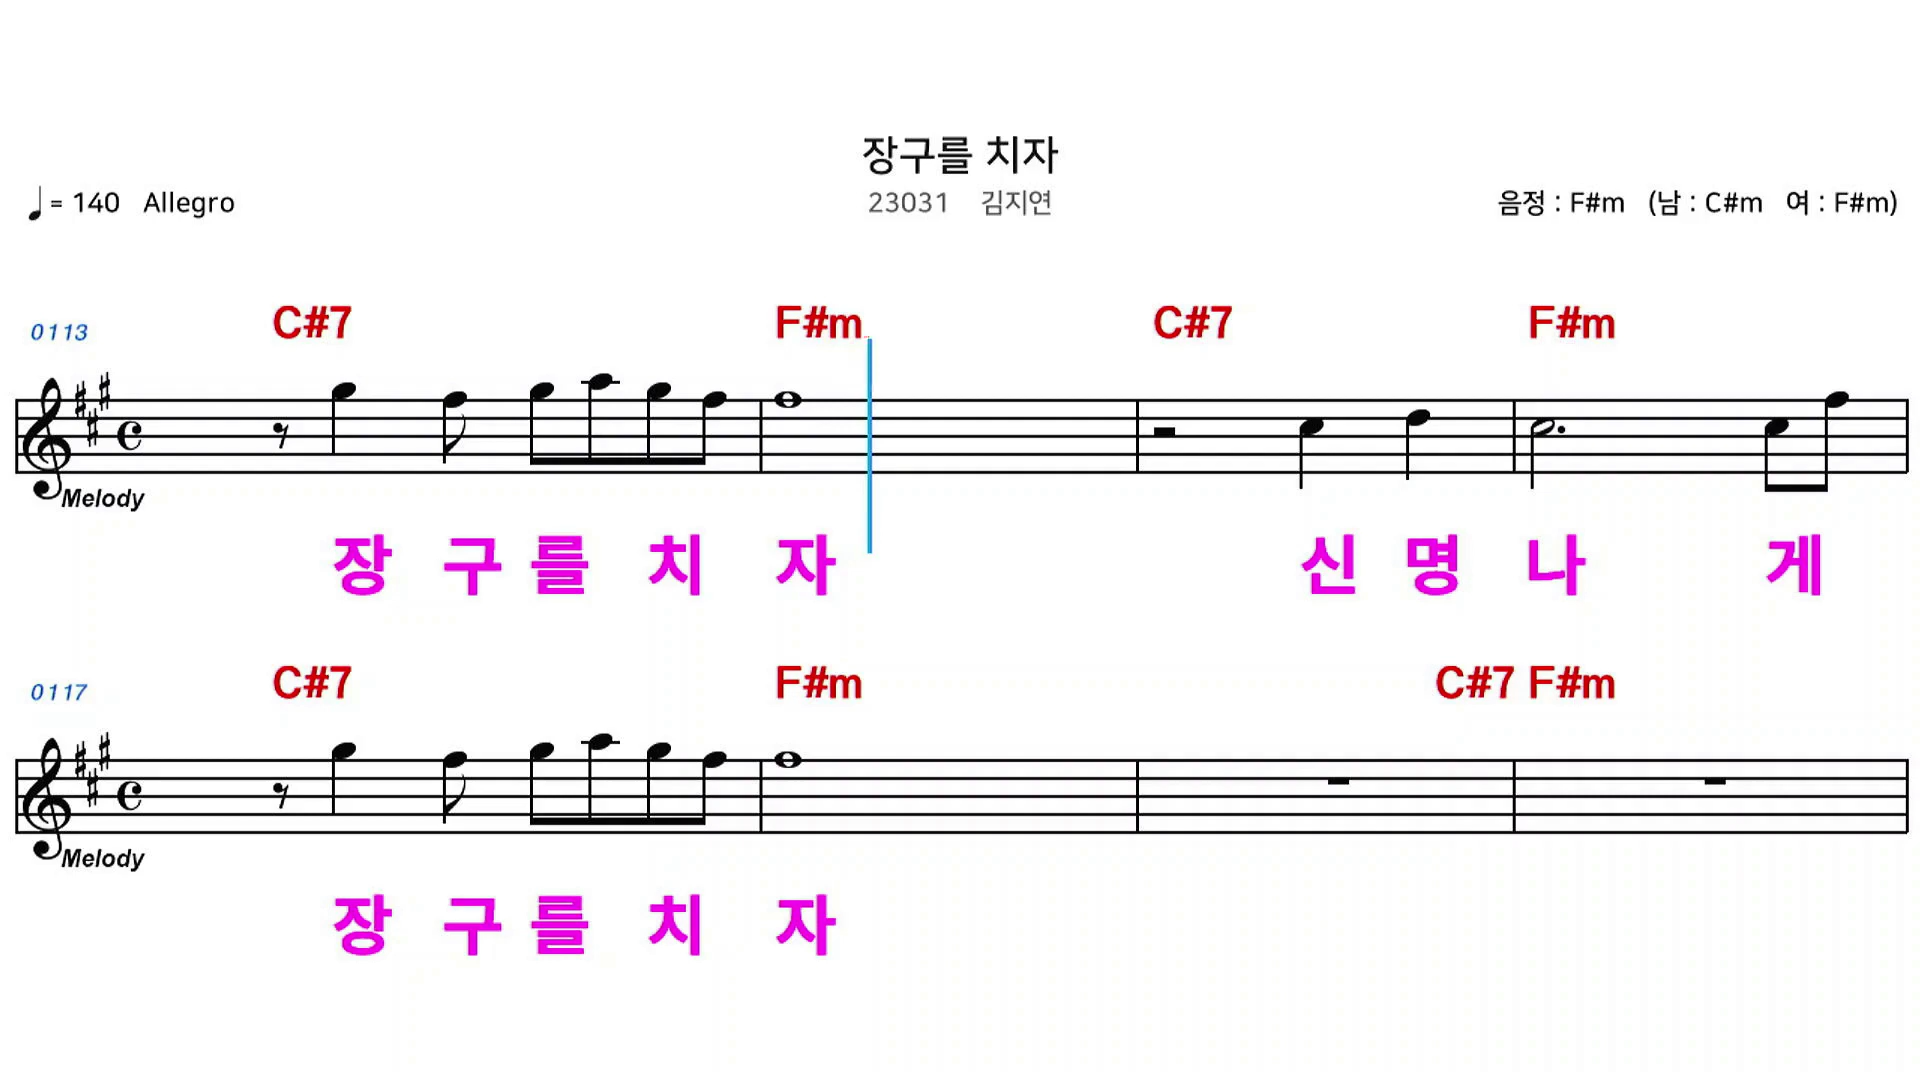 장구를 치자
= 140 Allegro 23031 김지연 음정 : F#m (남 : C#m 여 : F#m)
0113 C#7 F#m C#7 F#m
Melody
장 구 를 치 자 신 명 나 게
0117 C#7 F#m C#7 F#m
Melody
장 구 를 치 자